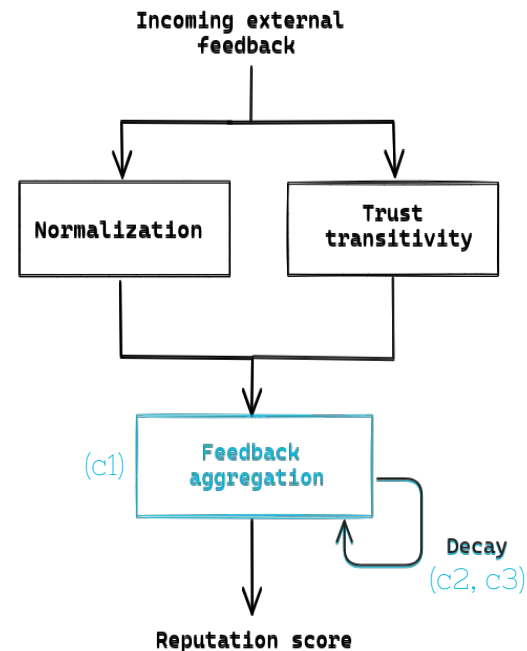 Incoming external
feedback
Normalization
Trust
transitivity
(c1)
Feedback
aggregation
Decay
(c2, c3)
Reputation score